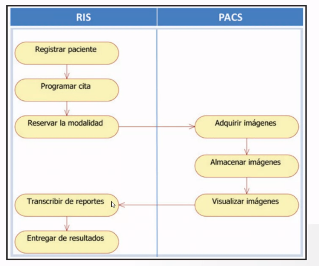 RIS
PACS
Registrar paciente
Programar cita
Reservar la modalidad
Adquirir imágenes
Almacenar imágenes
Visualizar imágenes
Transcribir de reportes
Entregar de resultados